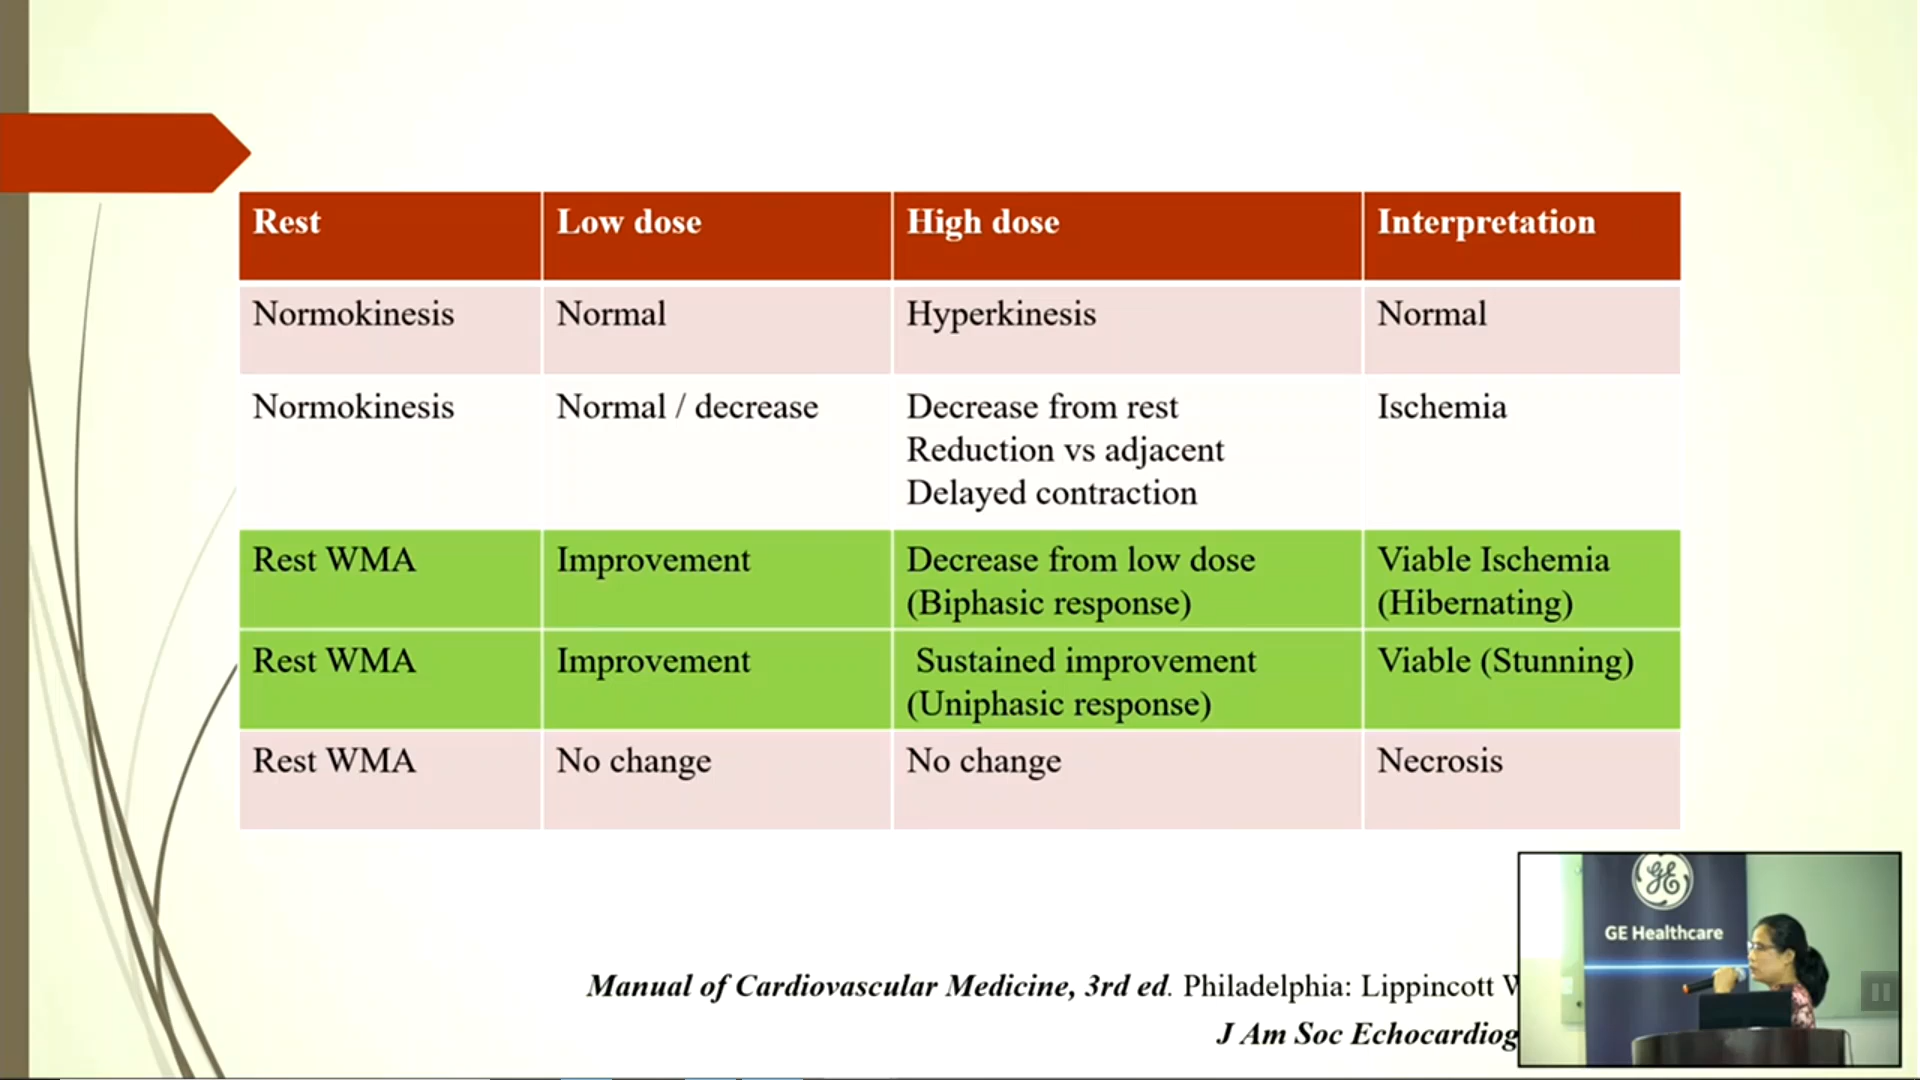 Rest Low dose High dose Interpretation
Normokinesis Normal Hyperkinesis Normal
Normokinesis Normal / decrease Decrease from rest Ischemia
Reduction vs adjacent
Delayed contraction
Rest WMA Improvement Decrease from low dose Viable Ischemia
(Biphasic response) (Hibernating)
Rest WMA Improvement Sustained improvement Viable (Stunning)
(Uniphasic response)
Rest WMA No change No change Necrosis
GE
GE Healthcare
Manual of Cardiovascular Medicine, 3rd ed. Philadelphia: Lippincott
J Am Soc Echocardiog